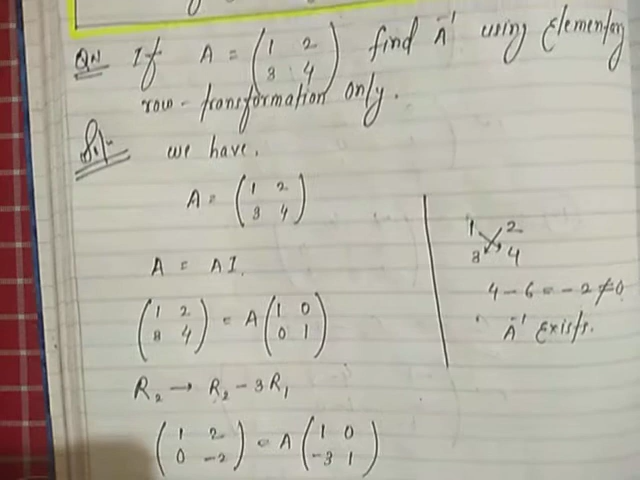 QN If A = (1 2
3 4) find A⁻¹ using Elementary
row-transformation only.
Sol:-
we have.
A = (1 2
3 4)
A = AI.
(1 2
3 4) = A (1 0
0 1)
R₂ → R₂ - 3R₁
(1 2
0 -2) = A (1 0
-3 1)
1 2
3 4
4 - 6 = -2 ≠ 0
A⁻¹ Exists.